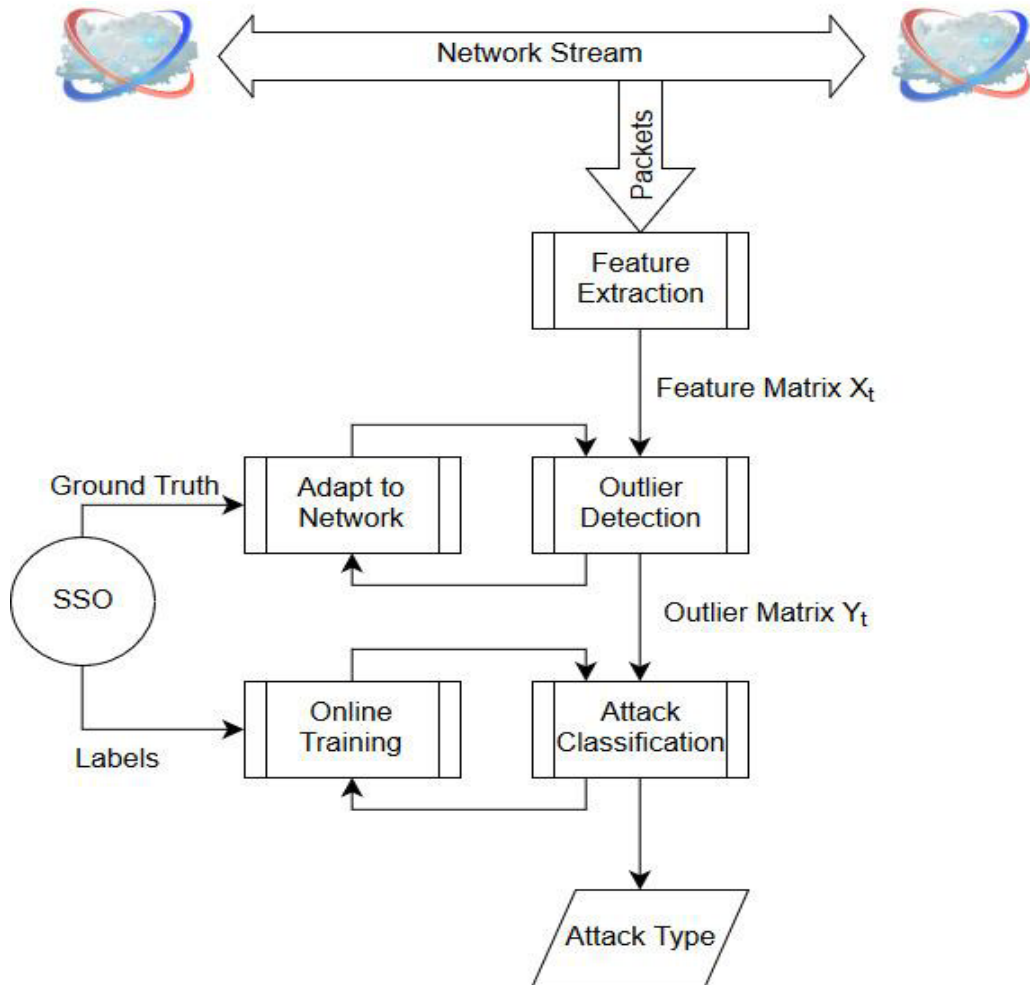 Network Stream
Packets
Feature
Extraction
Feature Matrix Xt
Ground Truth
Adapt to
Network
Outlier
Detection
SSO
Outlier Matrix Yt
Online
Training
Attack
Classification
Labels
Attack Type